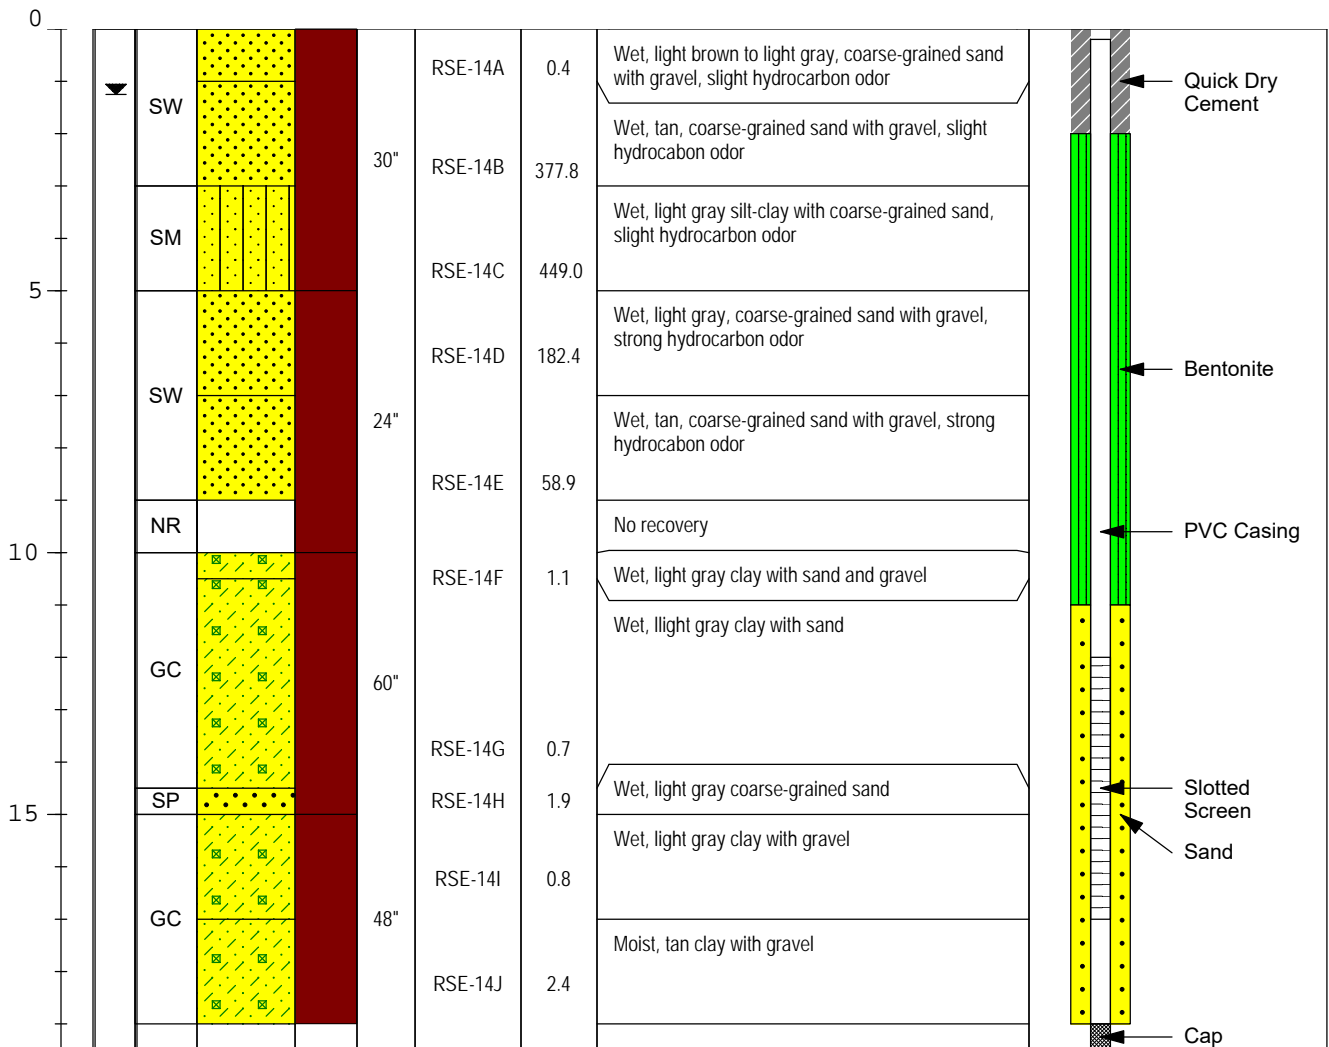 0
RSE-14A
0.4
Wet, light brown to light gray, coarse-grained sand
with gravel, slight hydrocarbon odor
Quick Dry
Cement
SW
Wet, tan, coarse-grained sand with gravel, slight
hydrocabon odor
30"
RSE-14B
377.8
SM
Wet, light gray silt-clay with coarse-grained sand,
slight hydrocarbon odor
RSE-14C
449.0
5
Wet, light gray, coarse-grained sand with gravel,
strong hydrocarbon odor
RSE-14D
182.4
Bentonite
SW
24"
Wet, tan, coarse-grained sand with gravel, strong
hydrocabon odor
RSE-14E
58.9
NR
No recovery
PVC Casing
10
RSE-14F
1.1
Wet, light gray clay with sand and gravel
Wet, llight gray clay with sand
GC
60"
RSE-14G
0.7
SP
RSE-14H
1.9
Wet, light gray coarse-grained sand
Slotted
Screen
15
Wet, light gray clay with gravel
Sand
RSE-14I
0.8
GC
48"
Moist, tan clay with gravel
RSE-14J
2.4
Cap